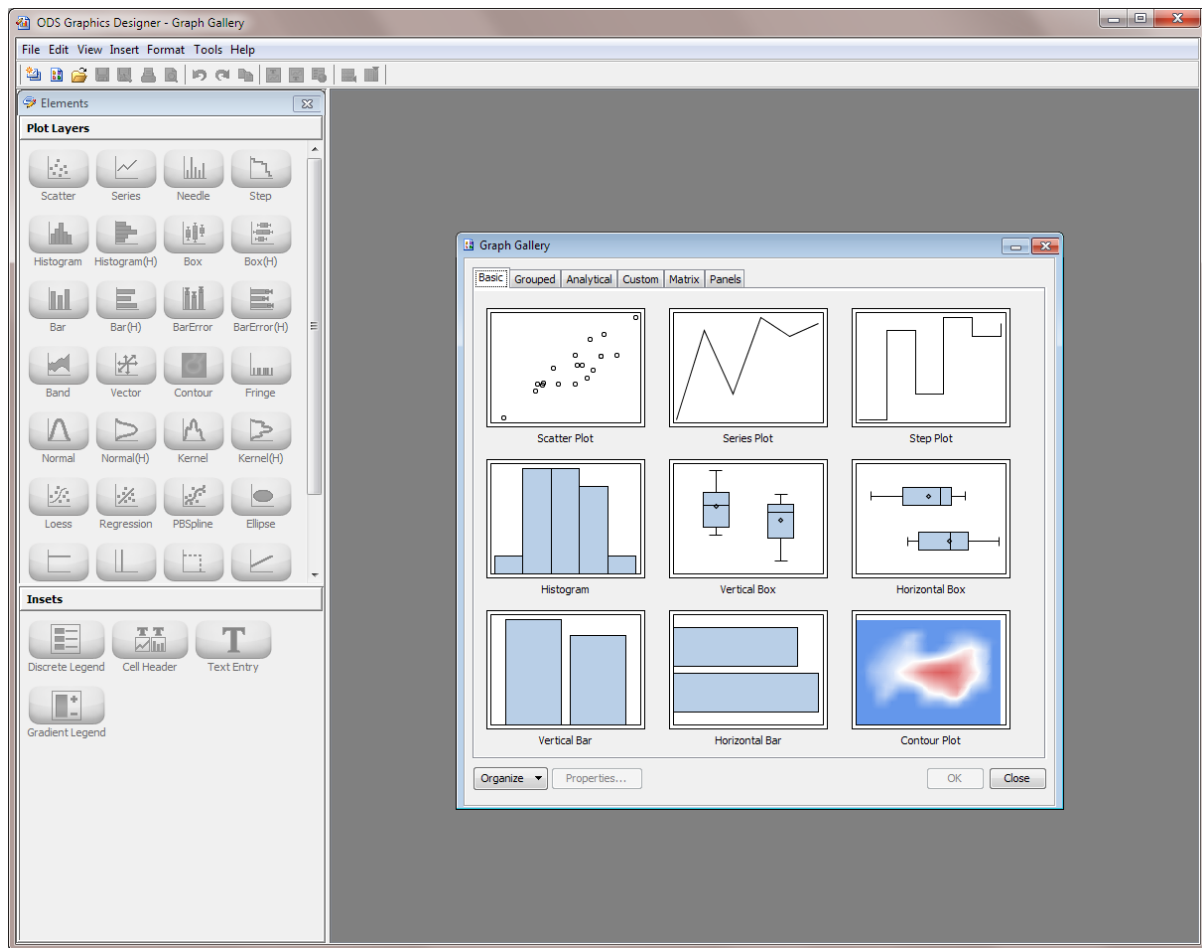 ODS Graphics Designer - Graph Gallery
File Edit View Insert Format Tools Help
Elements
Plot Layers
Scatter Series Needle Step
Histogram Histogram(H) Box Box(H)
Bar Bar(H) BarError BarError(H)
Band Vector Contour Fringe
Normal Normal(H) Kernel Kernel(H)
Loess Regression PBSpline Ellipse
Insets
Discrete Legend Cell Header Text Entry
Gradient Legend
Graph Gallery
Basic Grouped Analytical Custom Matrix Panels
Scatter Plot Series Plot Step Plot
Histogram Vertical Box Horizontal Box
Vertical Bar Horizontal Bar Contour Plot
Organize Properties... OK Close